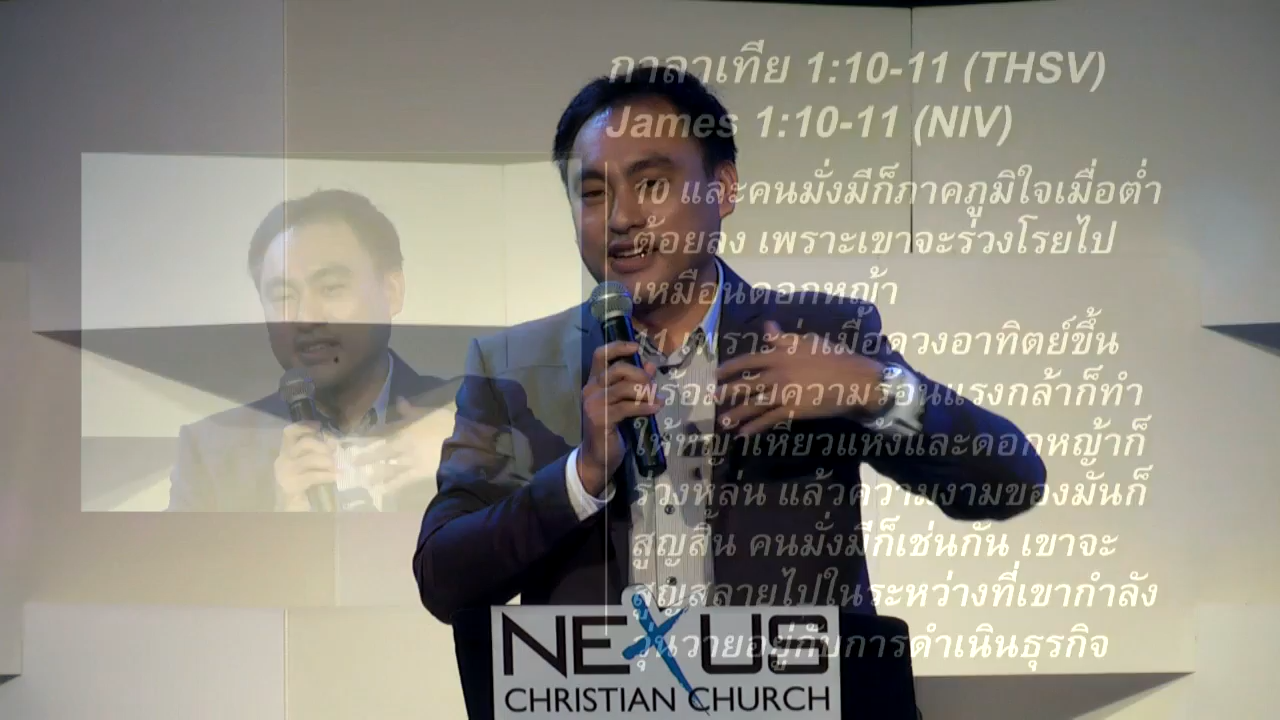 กาลาเทีย 1:10-11 (THSV)
James 1:10-11 (NIV)
10 และคนมั่งมีก็ภาคภูมิใจเมื่อต่ำ
ต้อยลง เพราะเขาจะร่วงโรยไป
เหมือนดอกหญ้า
11 เพราะว่าเมื่อดวงอาทิตย์ขึ้น
พร้อมกับความร้อนแรงกล้าก็ทำ
ให้หญ้าเหี่ยวแห้งและดอกหญ้าก็
ร่วงหล่น แล้วความงามของมันก็
สูญสิ้น คนมั่งมีก็เช่นกัน เขาจะ
สูญสลายไปในระหว่างที่เขากำลัง
วุ่นวายอยู่กับการดำเนินธุรกิจ
NEXUS
CHRISTIAN CHURCH